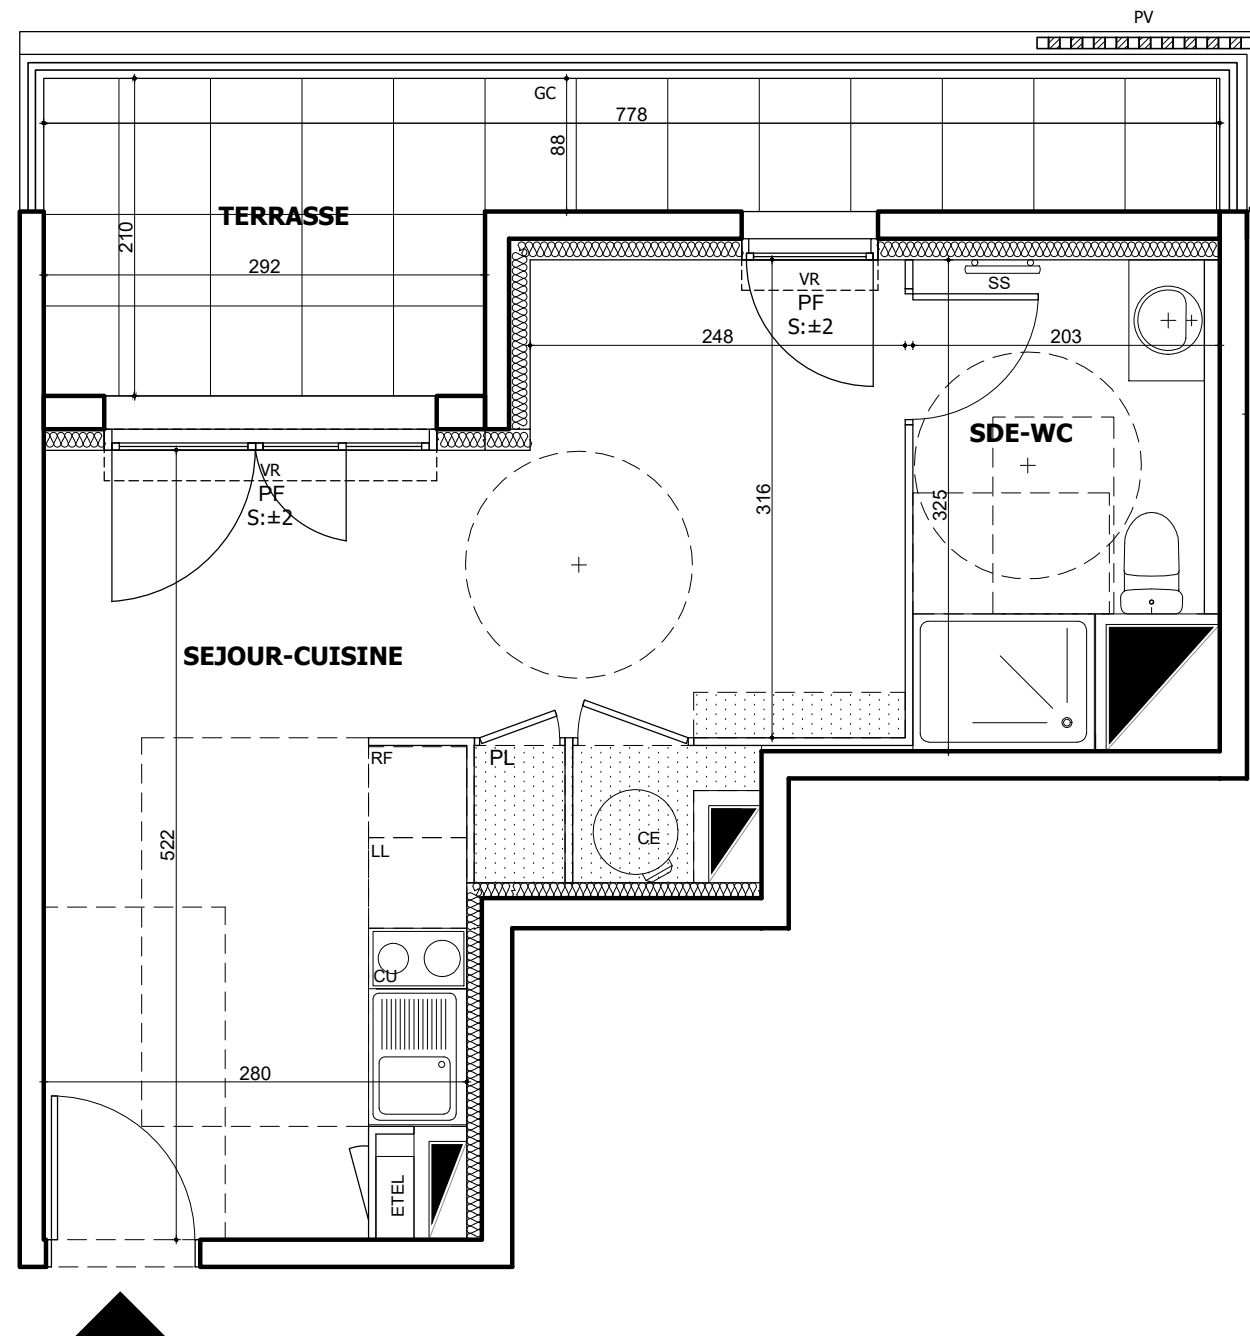 PV
GC
778
88
TERRASSE
210
292
VR
PF
S:±2
SS
248
203
SDE-WC
VR
PF
S:±2
316
325
SEJOUR-CUISINE
RF
PL
522
LL
CE
CU
280
ETEL